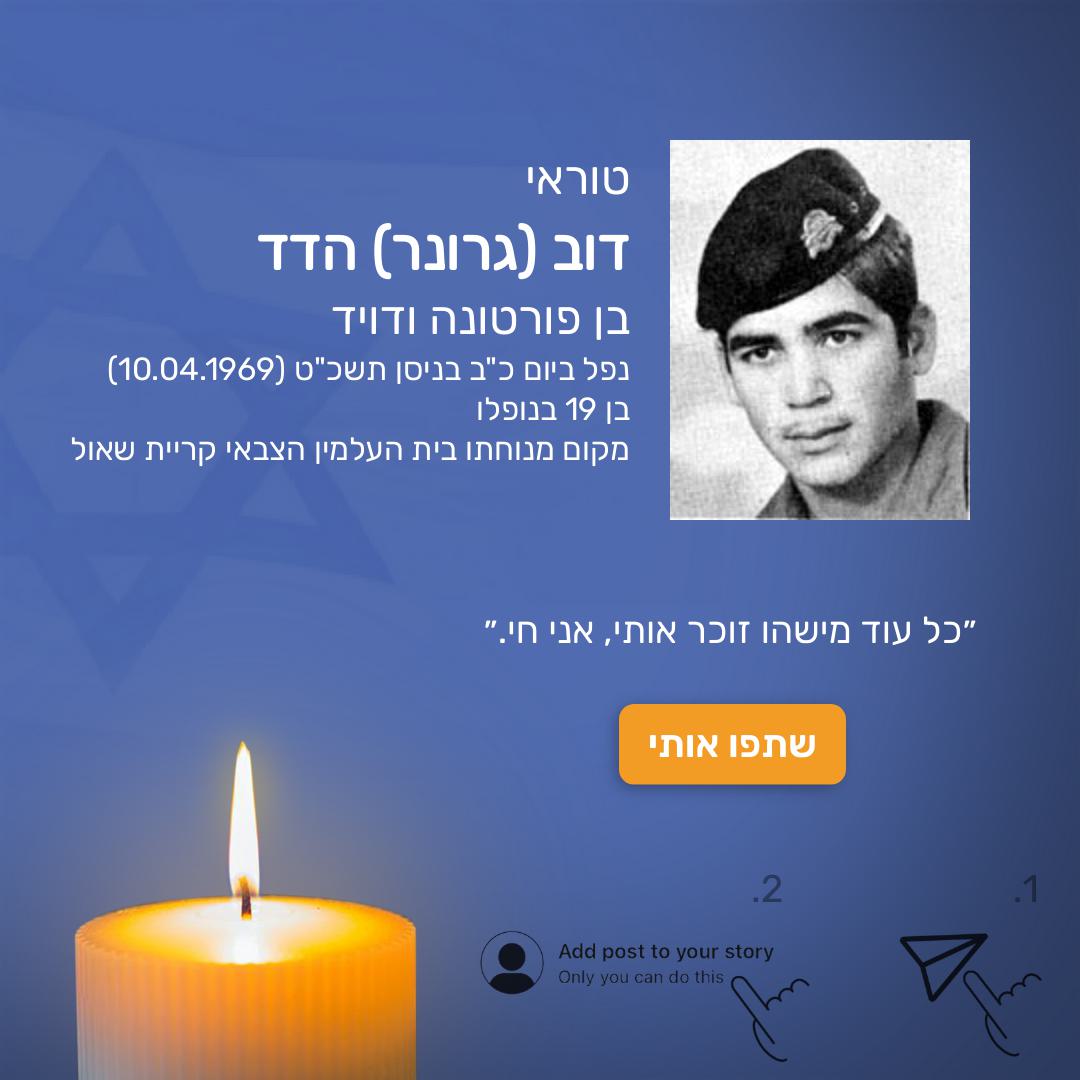 טוראי
דוב (גרונר) הדד
בן פורטונה ודויד
נפל ביום כ"ב בניסן תשכ"ט (10.04.1969)
בן 19 בנופלו
מקום מנוחתו בית העלמין הצבאי קריית שאול
״כל עוד מישהו זוכר אותי, אני חי.״
שתפו אותי
.1
.2
Add post to your story
Only you can do this